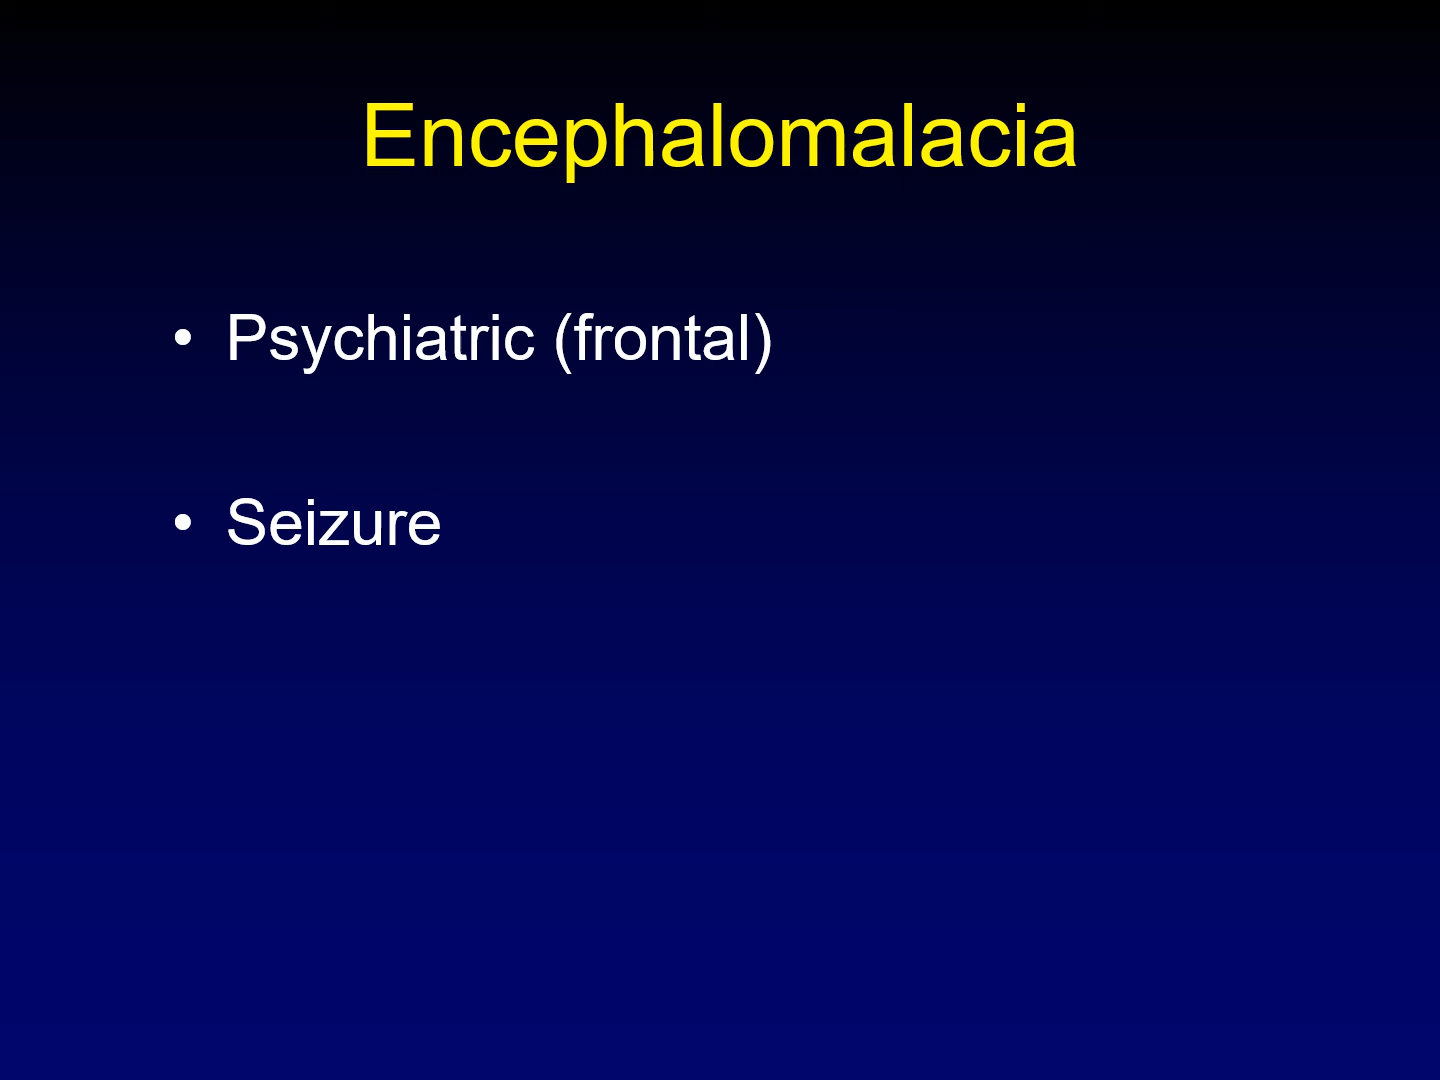 Encephalomalacia
• Psychiatric (frontal)
• Seizure